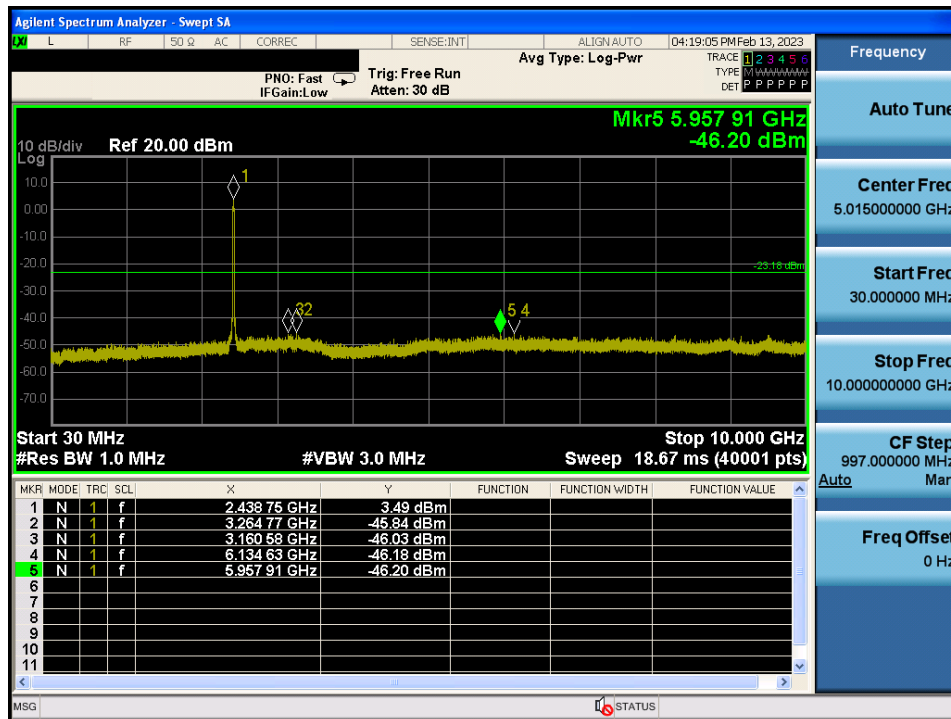 Agilent Spectrum Analyzer - Swept SA
LXI L RF 50 Ω AC CORREC SENSE:INT ALIGN AUTO 04:19:05 PM Feb 13, 2023
Avg Type: Log-Pwr TRACE 1 2 3 4 5 6
PNO: Fast Trig: Free Run TYPE M
IFGain:Low Atten: 30 dB DET P P P P P P
Mkr5 5.957 91 GHz
10 dB/div Ref 20.00 dBm -46.20 dBm
Log
10.0
0.00
-10.0
-20.0
-30.0
-40.0
-50.0
-60.0
-70.0
1
-23.18 dBm
3 2
5 4
Start 30 MHz Stop 10.000 GHz
#Res BW 1.0 MHz #VBW 3.0 MHz Sweep 18.67 ms (40001 pts)
MKR MODE TRC SCL X Y FUNCTION FUNCTION WIDTH FUNCTION VALUE
1 N 1 f 2.438 75 GHz 3.49 dBm
2 N 1 f 3.264 77 GHz -45.84 dBm
3 N 1 f 3.160 58 GHz -46.03 dBm
4 N 1 f 6.134 63 GHz -46.18 dBm
5 N 1 f 5.957 91 GHz -46.20 dBm
6
7
8
9
10
11
MSG STATUS
Frequency
Auto Tune
Center Freq
5.015000000 GHz
Start Freq
30.000000 MHz
Stop Freq
10.000000000 GHz
CF Step
997.000000 MHz
Auto Man
Freq Offset
0 Hz